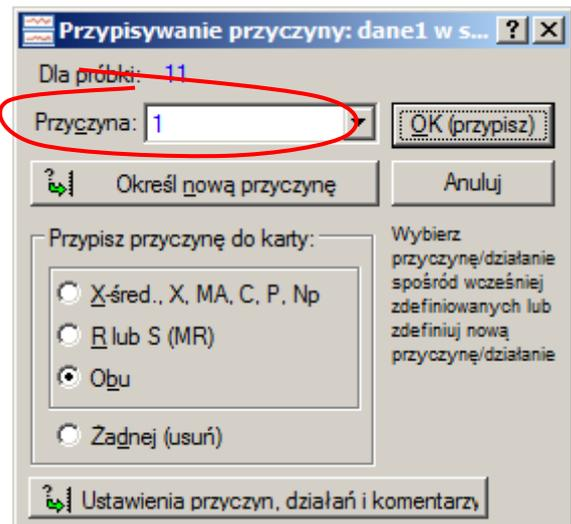 Przypisywanie przyczyny: dane1 w s...
Dla próbki: 11
Przyczyna: 1
OK (przypisz)
Określ nową przyczynę
Anuluj
Przypisz przyczynę do karty:
X-śred., X, MA, C, P, Np
R lub S (MR)
Obu
Żadnej (usuń)
Wybierz
przyczynę/działanie
spośród wcześniej
zdefiniowanych lub
zdefiniuj nową
przyczynę/działanie
Ustawienia przyczyn, działań i komentarzy